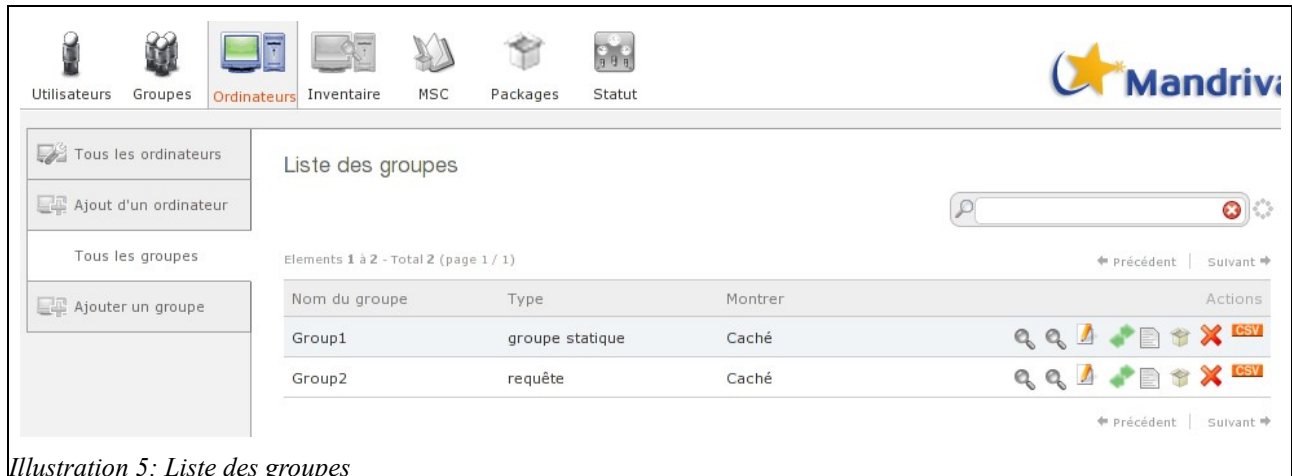 Utilisateurs Groupes Ordinateurs Inventaire MSC Packages Statut
Mandriva
Tous les ordinateurs
Ajout d'un ordinateur
Tous les groupes
Ajouter un groupe
Liste des groupes
Elements 1 à 2 - Total 2 (page 1 / 1) Précédent | Suivant
Nom du groupe Type Montrer Actions
Group1 groupe statique Caché CSV
Group2 requête Caché CSV
Précédent | Suivant
Illustration 5: Liste des groupes